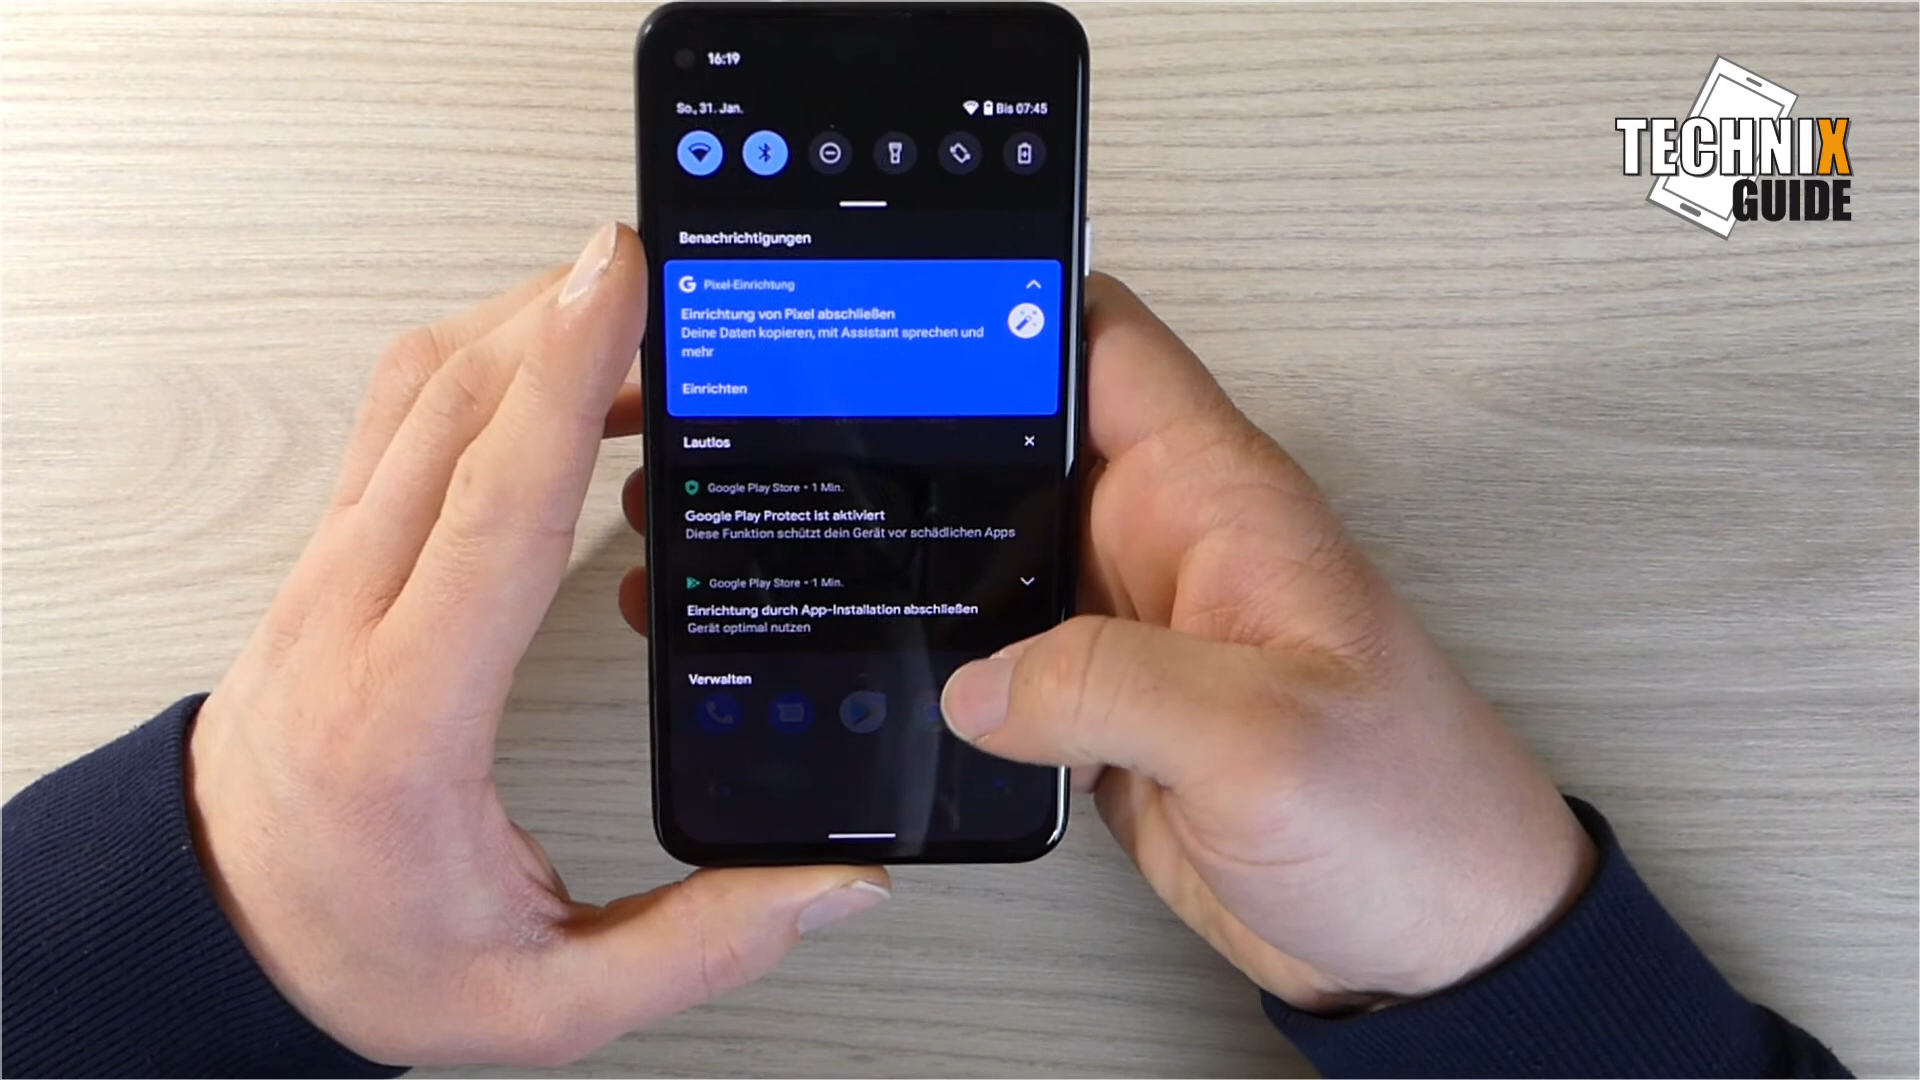 16:19
So., 31. Jan.
Bis 07:45
Benachrichtigungen
Pixel-Einrichtung
Einrichtung von Pixel abschließen
Deine Daten kopieren, mit Assistant sprechen und
mehr
Einrichten
Lautlos
Google Play Store • 1 Min.
Google Play Protect ist aktiviert
Diese Funktion schützt dein Gerät vor schädlichen Apps
Google Play Store • 1 Min.
Einrichtung durch App-Installation abschließen
Gerät optimal nutzen
Verwalten
TECHNIX
GUIDE